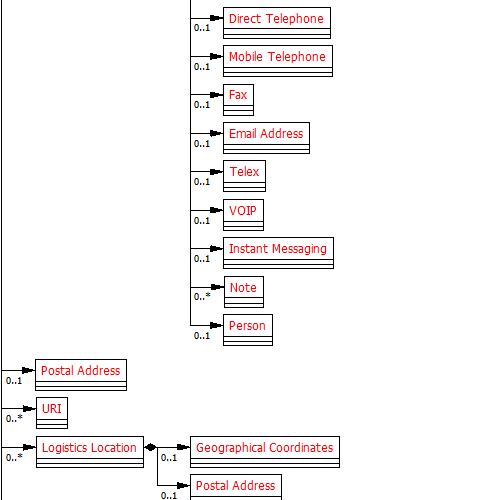 Direct Telephone
0..1
Mobile Telephone
0..1
Fax
0..1
Email Address
0..1
Telex
0..1
VOIP
0..1
Instant Messaging
0..1
Note
0..*
Person
0..1
Postal Address
0..1
URI
0..*
Logistics Location
0..*
Geographical Coordinates
0..1
Postal Address
0..1